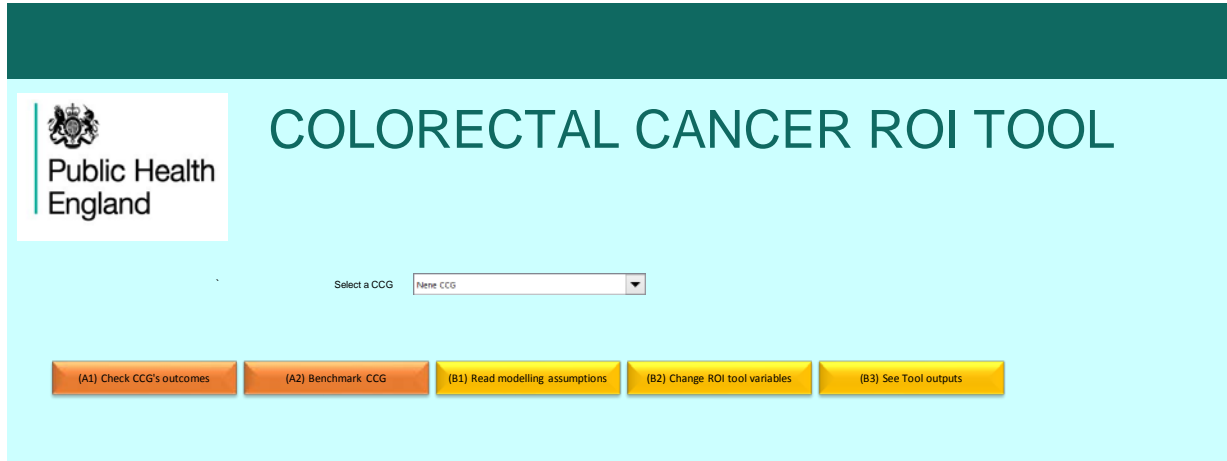 COLORECTAL CANCER ROI TOOL
Public Health
England
`
Select a CCG
Nene CCG
(A1) Check CCG's outcomes
(A2) Benchmark CCG
(B1) Read modelling assumptions
(B2) Change ROI tool variables
(B3) See Tool outputs